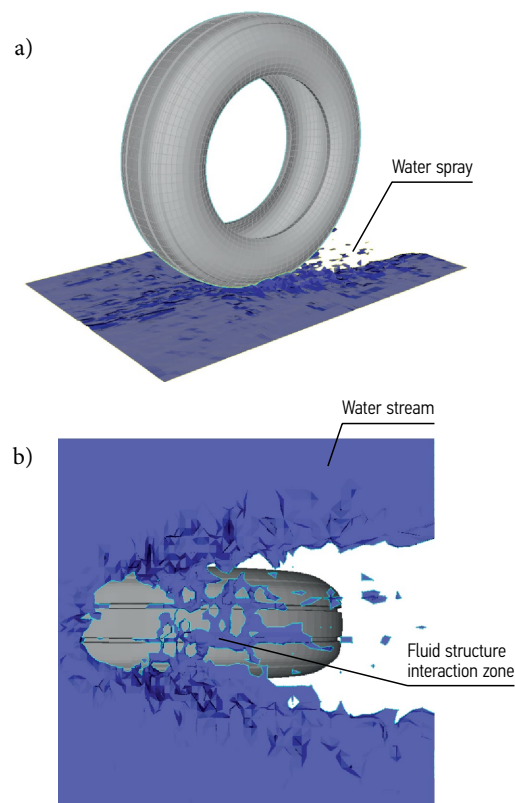 a)
Water spray
Water stream
b)
Fluid structure
interaction zone